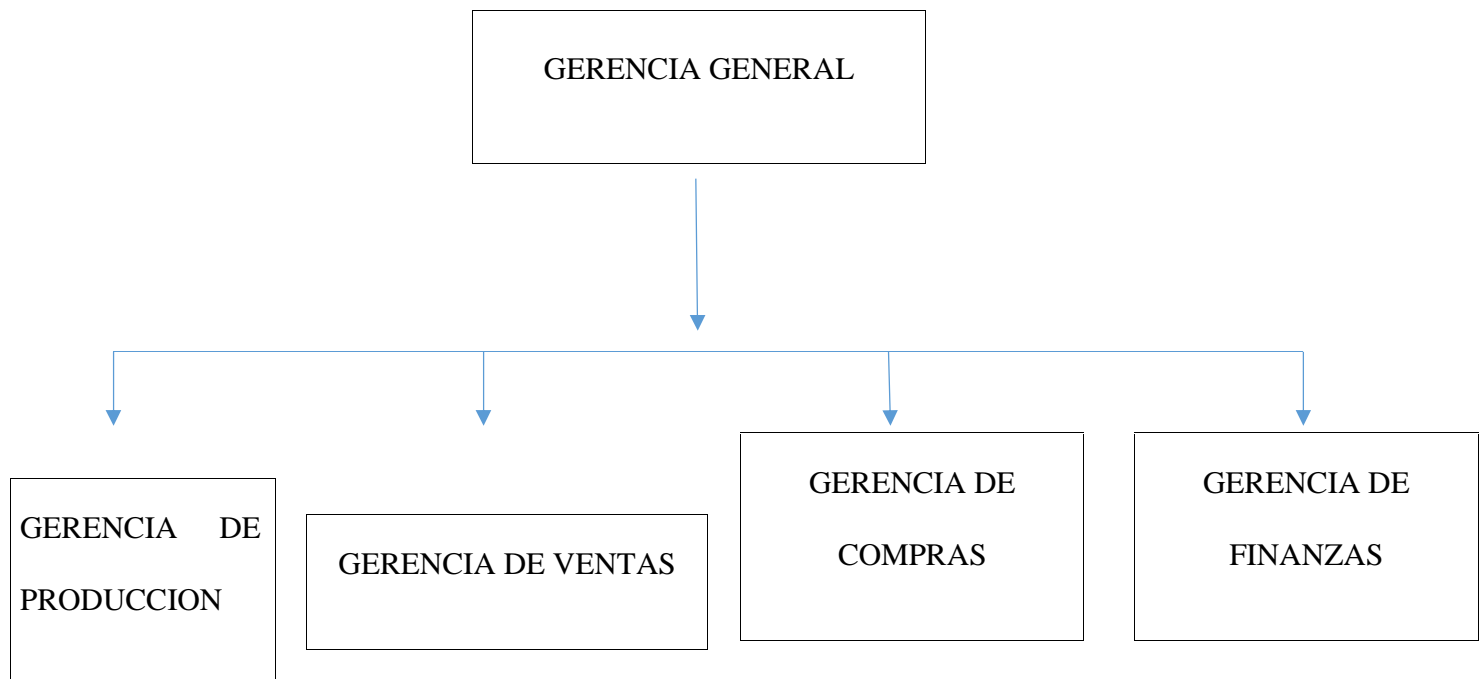 GERENCIA GENERAL
GERENCIA DE
PRODUCCION
GERENCIA DE VENTAS
GERENCIA DE
COMPRAS
GERENCIA DE
FINANZAS